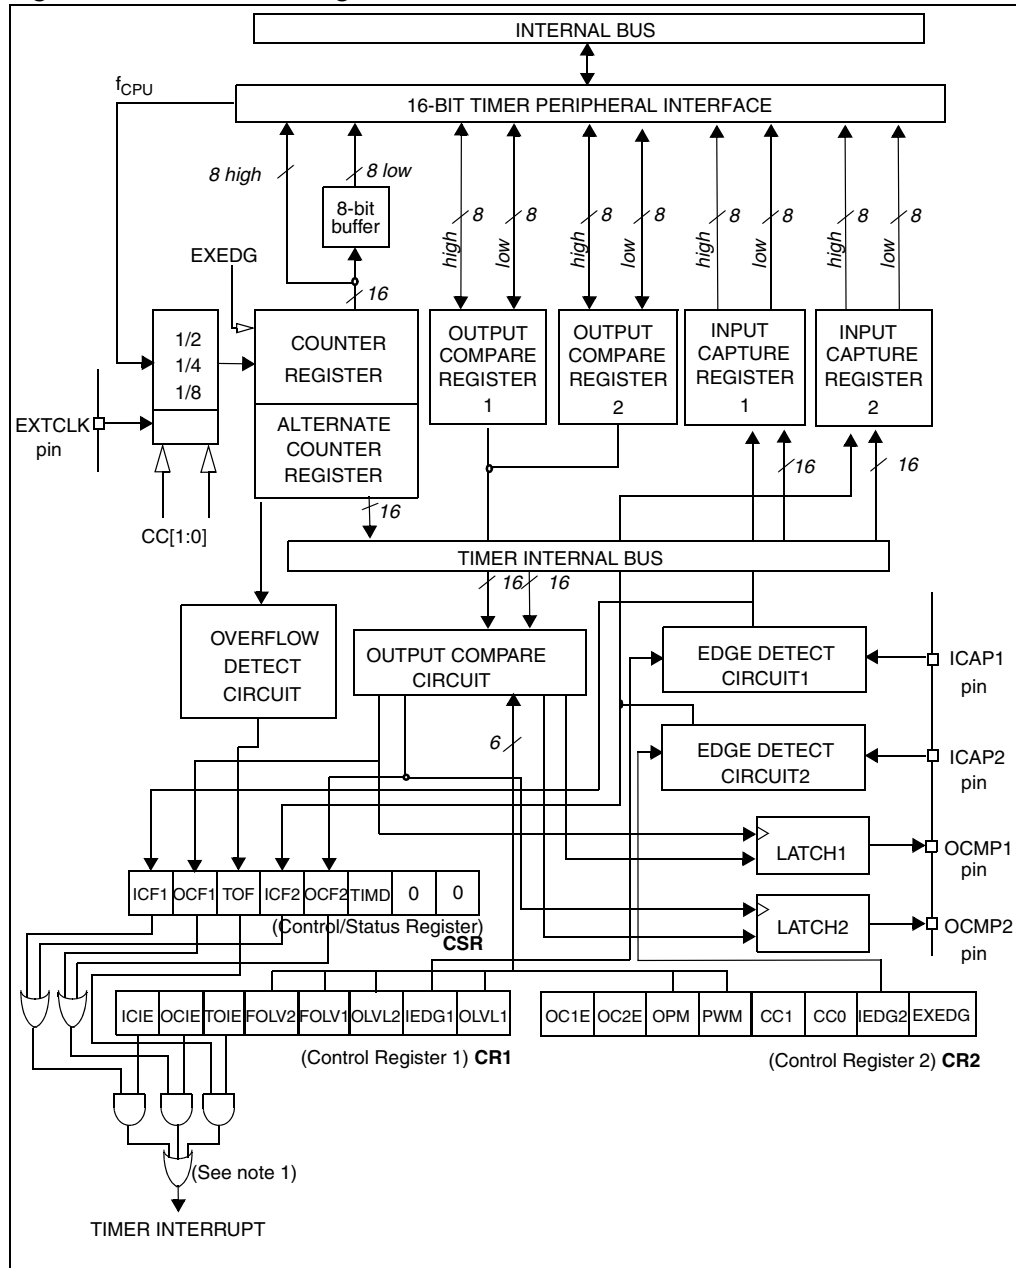 INTERNAL BUS
fCPU
16-BIT TIMER PERIPHERAL INTERFACE
8 high
8 low
8-bit
buffer
high
8
low
8
high
8
low
8
high
8
low
8
high
8
low
8
EXEDG
16
1/2
1/4
1/8
COUNTER
REGISTER
ALTERNATE
COUNTER
REGISTER
OUTPUT
COMPARE
REGISTER
1
OUTPUT
COMPARE
REGISTER
2
INPUT
CAPTURE
REGISTER
1
INPUT
CAPTURE
REGISTER
2
EXTCLK
pin
CC[1:0]
16
16
16
TIMER INTERNAL BUS
16
16
OVERFLOW
DETECT
CIRCUIT
OUTPUT COMPARE
CIRCUIT
6
EDGE DETECT
CIRCUIT1
ICAP1
pin
EDGE DETECT
CIRCUIT2
ICAP2
pin
LATCH1
OCMP1
pin
LATCH2
OCMP2
pin
ICF1 OCF1 TOF ICF2 OCF2 TIMD 0 0
(Control/Status Register)
CSR
ICIE OCIE TOIE FOLV2 FOLV1 OLVL2 IEDG1 OLVL1
(Control Register 1) CR1
OC1E OC2E OPM PWM CC1 CC0 IEDG2 EXEDG
(Control Register 2) CR2
(See note 1)
TIMER INTERRUPT